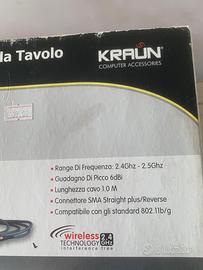 la Tavolo
KRAUN
COMPUTER ACCESSORIES
• Range Di Frequenza: 2.4Ghz - 2.5Ghz
• Guadagno Di Picco 6dBi
• Lunghezza cavo 1.0 M
• Connettore SMA Straight plus/Reverse
• Compatibile con gli standard 802.11b/g
wireless
TECHNOLOGY
interference free
2.4
GHz